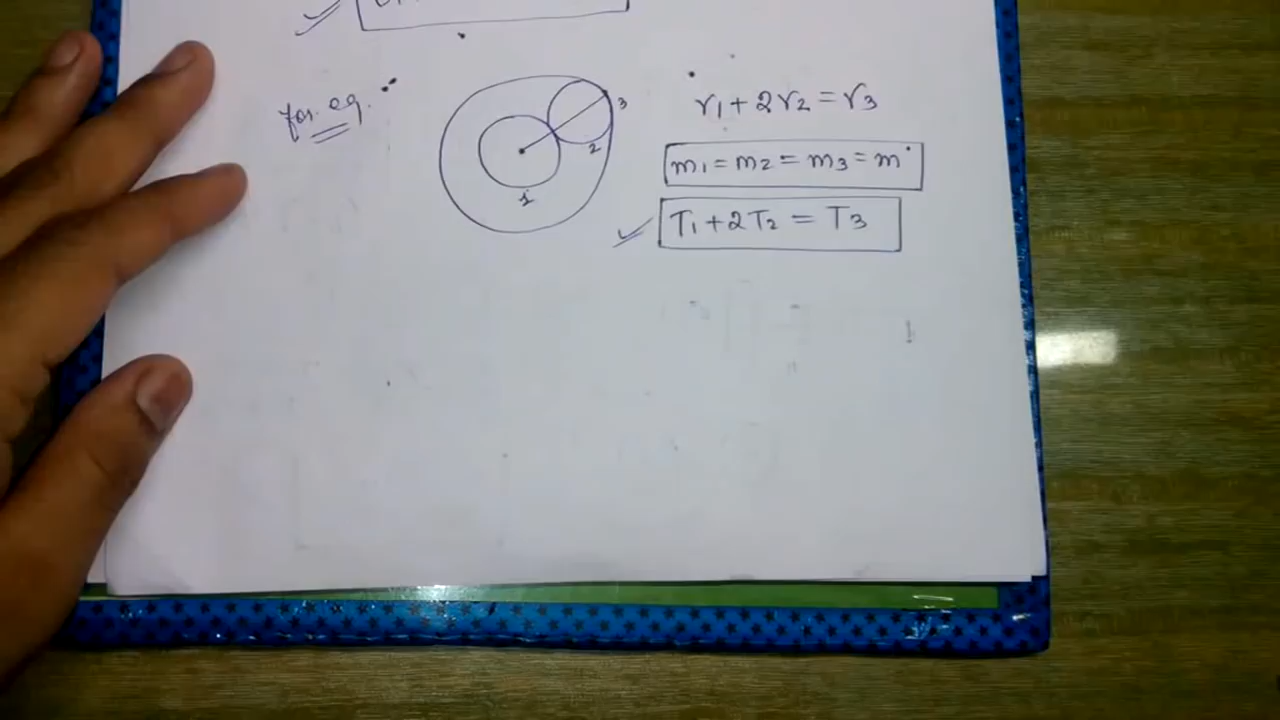 for eg.
3
2
1
r1 + 2r2 = r3
m1 = m2 = m3 = m
T1 + 2T2 = T3